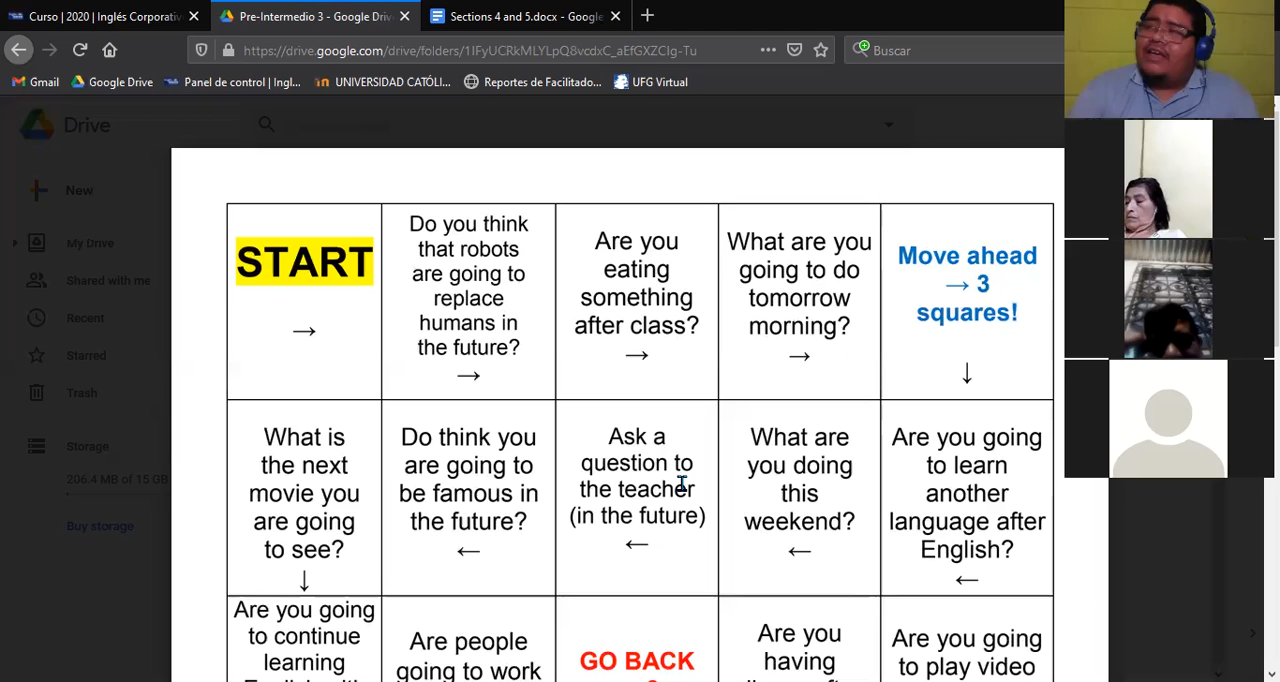 Curso | 2020 | Inglés Corporativ
Pre-Intermedio 3 - Google Driv
Sections 4 and 5.docx - Google
https://drive.google.com/drive/folders/1IFyUCRkMLYLpQ8vcdxC_aEfGXZCIg-Tu
Buscar
Gmail
Google Drive
Panel de control | Ingl...
UNIVERSIDAD CATÓLI...
Reportes de Facilitado...
UFG Virtual
Drive
New
My Drive
Shared with me
Recent
Starred
Trash
Storage
206.4 MB of 15 GB
Buy storage
START
→
Do you think
that robots
are going to
replace
humans in
the future?
→
Are you
eating
something
after class?
→
What are you
going to do
tomorrow
morning?
→
Move ahead
→ 3
squares!
↓
What is
the next
movie you
are going
to see?
↓
Do think you
are going to
be famous in
the future?
←
Ask a
question to
the teacher
(in the future)
←
What are
you doing
this
weekend?
←
Are you going
to learn
another
language after
English?
←
Are you going
to continue
learning
Are people
going to work
GO BACK
Are you
having
Are you going
to play video